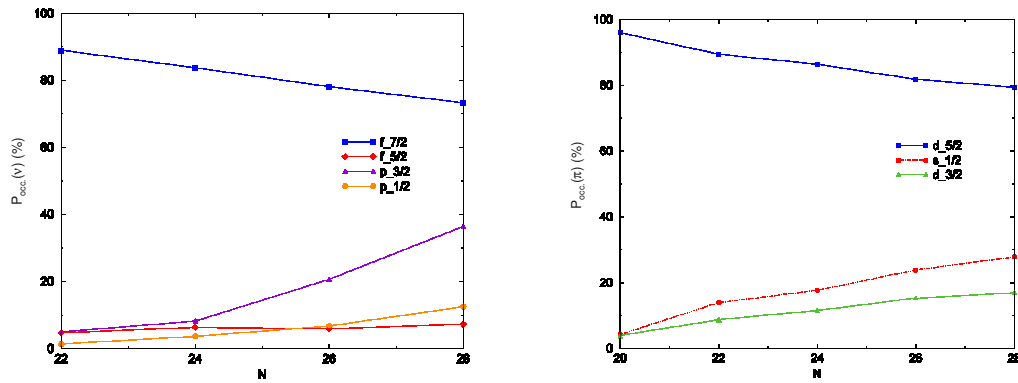 100
80
60
40
20
0
P_occ.(ν) (%)
f_7/2
f_5/2
p_3/2
p_1/2
22
24
26
28
N
100
80
60
40
20
0
P_occ.(π) (%)
d_5/2
s_1/2
d_3/2
20
22
24
26
28
N